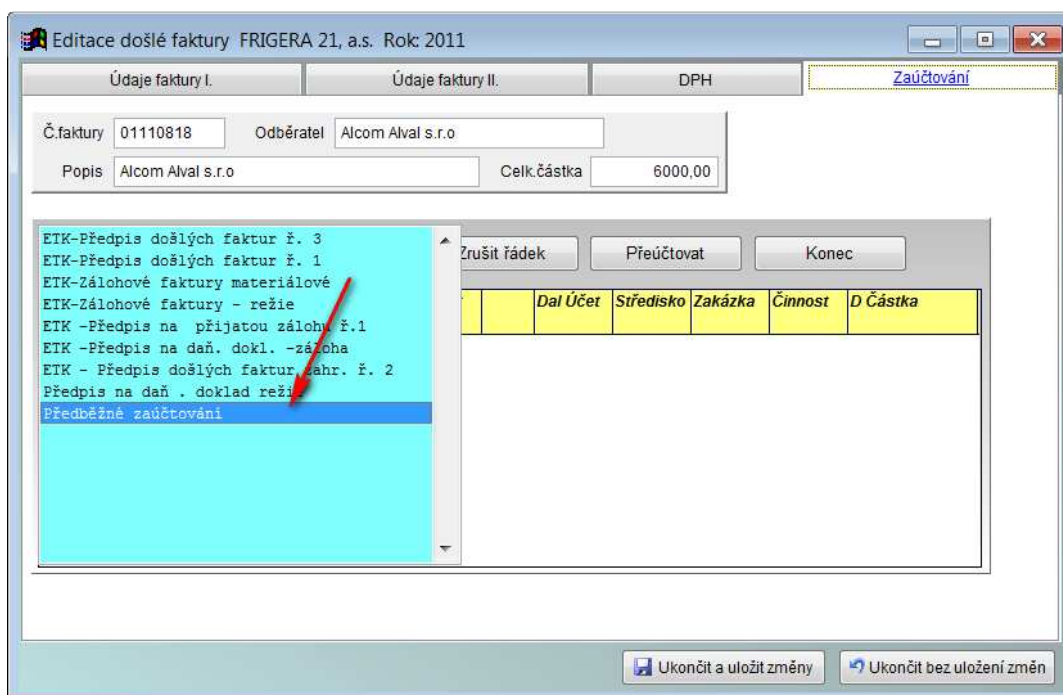 Editace došlé faktury FRIGERA 21, a.s. Rok: 2011
Údaje faktury I. Údaje faktury II. DPH Zaúčtování
Č.faktury 01110818 Odběratel Alcom Alval s.r.o
Popis Alcom Alval s.r.o Celk.částka 6000,00
Zrušit řádek Přeúčtovat Konec
Dal Účet Středisko Zakázka Činnost D Částka
ETK-Předpis došlých faktur ř. 3
ETK-Předpis došlých faktur ř. 1
ETK-Zálohové faktury materiálové
ETK-Zálohové faktury - režie
ETK -Předpis na přijatou zálohu ř.1
ETK -Předpis na daň. dokl. -záloha
ETK - Předpis došlých faktur zahr. ř. 2
Předpis na daň . doklad režie
Předběžné zaúčtování
Ukončit a uložit změny Ukončit bez uložení změn